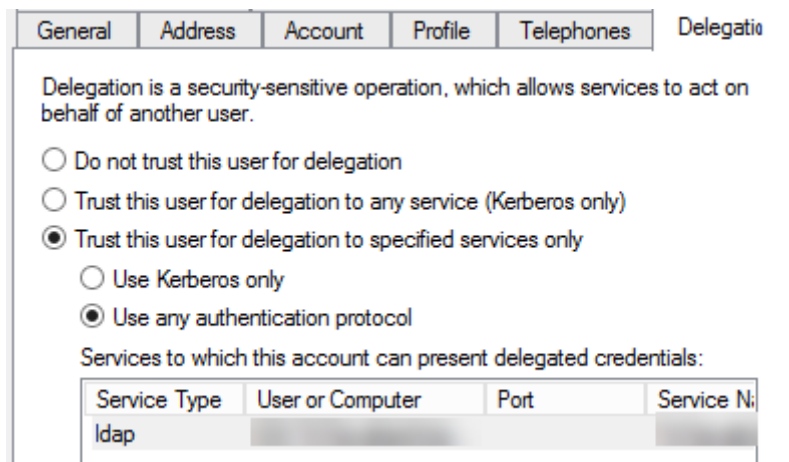 General Address Account Profile Telephones Delegatio
Delegation is a security-sensitive operation, which allows services to act on
behalf of another user.
Do not trust this user for delegation
Trust this user for delegation to any service (Kerberos only)
Trust this user for delegation to specified services only
Use Kerberos only
Use any authentication protocol
Services to which this account can present delegated credentials:
Service Type User or Computer Port Service Na
ldap